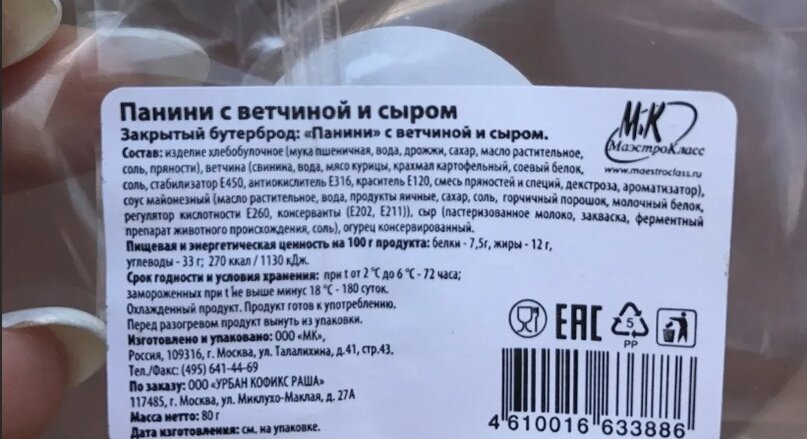 Панини с ветчиной и сыром
Закрытый бутерброд: «Панини» с ветчиной и сыром.
Состав: изделие хлебобулочное (мука пшеничная, вода, дрожжи, сахар, масло растительное,
соль, пряности), ветчина (свинина, вода, мясо курицы, крахмал картофельный, соевый белок,
соль, стабилизатор Е450, антиокислитель Е316, краситель Е120, смесь пряностей и специй, декстроза, ароматизатор),
соус майонезный (масло растительное, вода, продукты яичные, сахар, соль, горчичный порошок, молочный белок,
регулятор кислотности Е260, консерванты (Е202, Е211)), сыр (пастеризованное молоко, закваска, ферментный
препарат животного происхождения, соль), огурец консервированный.
Пищевая и энергетическая ценность на 100 г продукта: белки - 7,5г, жиры - 12 г,
углеводы - 33 г; 270 ккал / 1130 кДж.
Срок годности и условия хранения: при t от 2 °С до 6 °С - 72 часа;
замороженных при t не выше минус 18 °С - 180 суток.
Охлажденный продукт. Продукт готов к употреблению.
Перед разогревом продукт вынуть из упаковки.
Изготовлено и упаковано: ООО «МК»,
Россия, 109316, г. Москва, ул. Талалихина, д.41, стр.43.
Тел./Факс: (495) 641-44-69
По заказу: ООО «УРБАН КОФИКС РАША»
117485, г. Москва, ул. Миклухо-Маклая, д. 27А
Масса нетто: 80 г
Дата изготовления: см. на упаковке.
МК
МаэстроКласс
www.maestroclass.ru
ЕАС
5
PP
4 610016 633886